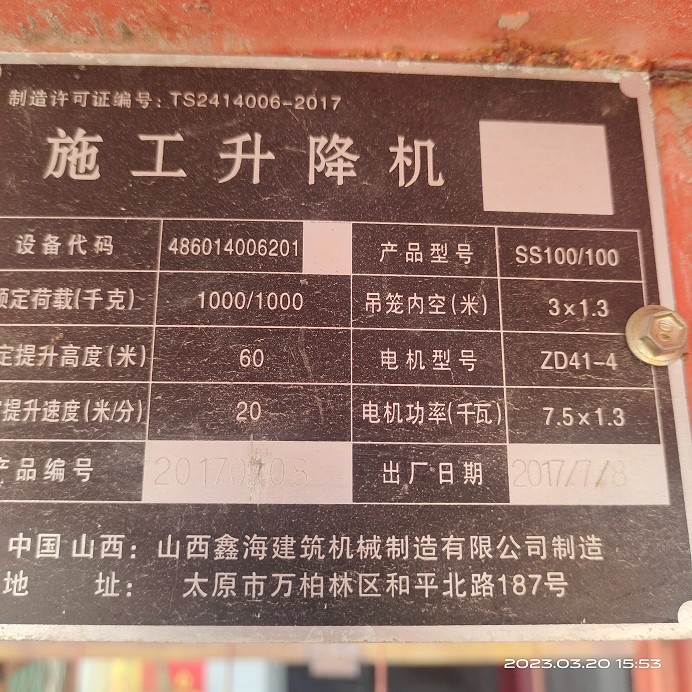 制造许可证编号：TS2414006-2017
施工升降机
设备代码 486014006201 产品型号 SS100/100
额定荷载(千克) 1000/1000 吊笼内空(米) 3×1.3
定提升高度(米) 60 电机型号 ZD41-4
提升速度(米/分) 20 电机功率(千瓦) 7.5×1.3
产品编号 出厂日期 2017/7/8
中国山西：山西鑫海建筑机械制造有限公司制造
地 址：太原市万柏林区和平北路187号
2023.03.20 15:53